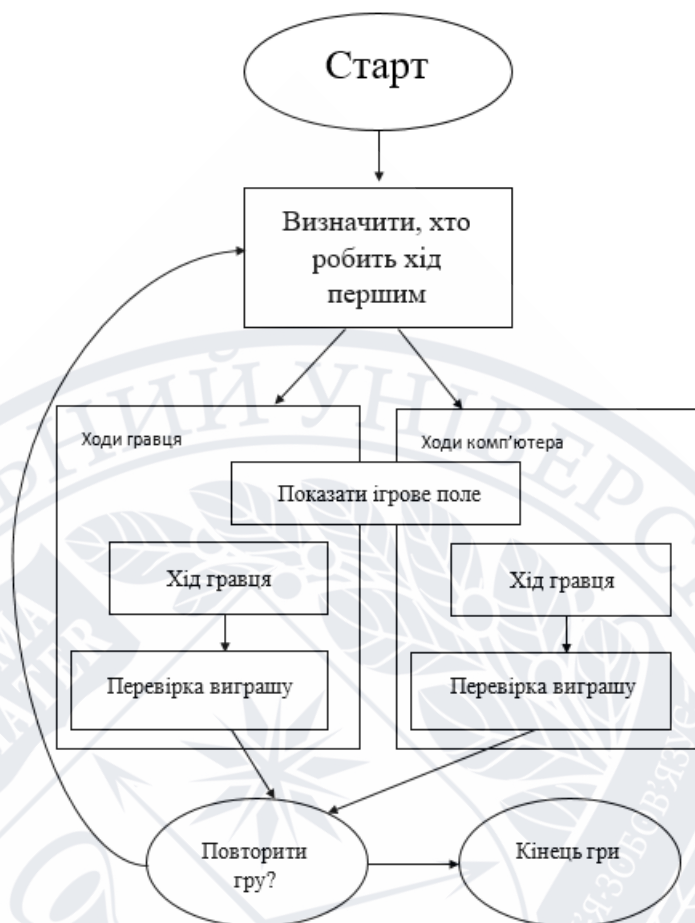 Старт
Визначити, хто
робить хід
першим
Ходи гравця
Ходи комп'ютера
Показати ігрове поле
Хід гравця
Хід гравця
Перевірка виграшу
Перевірка виграшу
Повторити
гру?
Кінець гри